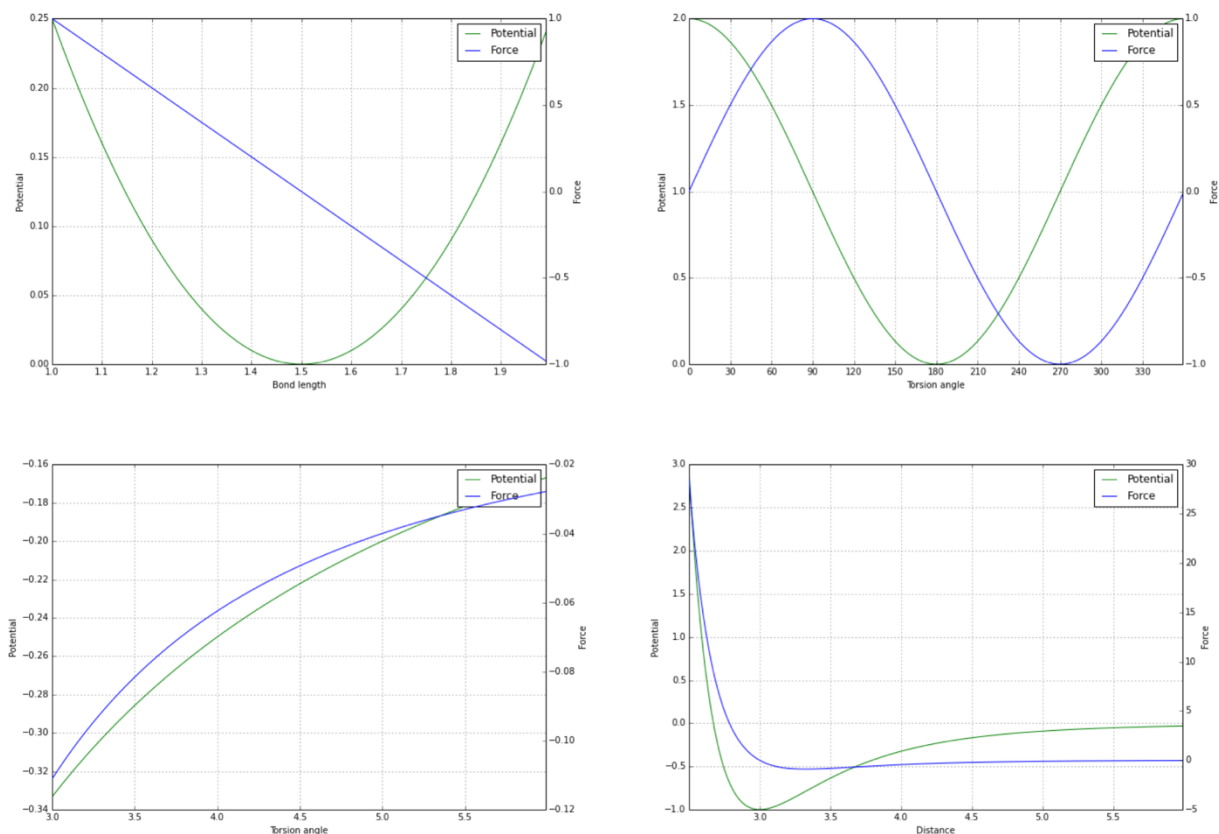 0.25
0.20
0.15
0.10
0.05
0.00
Potential
1.0 1.1 1.2 1.3 1.4 1.5 1.6 1.7 1.8 1.9
Bond length
1.0
0.5
0.0
−0.5
−1.0
Force
Potential
Force
2.0
1.5
1.0
0.5
0.0
Potential
0 30 60 90 120 150 180 210 240 270 300 330
Torsion angle
1.0
0.5
0.0
−0.5
−1.0
Force
Potential
Force
−0.16
−0.18
−0.20
−0.22
−0.24
−0.26
−0.28
−0.30
−0.32
−0.34
Potential
3.0 3.5 4.0 4.5 5.0 5.5
Torsion angle
−0.02
−0.04
−0.06
−0.08
−0.10
−0.12
Force
Potential
Force
3.0
2.5
2.0
1.5
1.0
0.5
0.0
−0.5
−1.0
Potential
3.0 3.5 4.0 4.5 5.0 5.5
Distance
30
25
20
15
10
5
0
−5
Force
Potential
Force